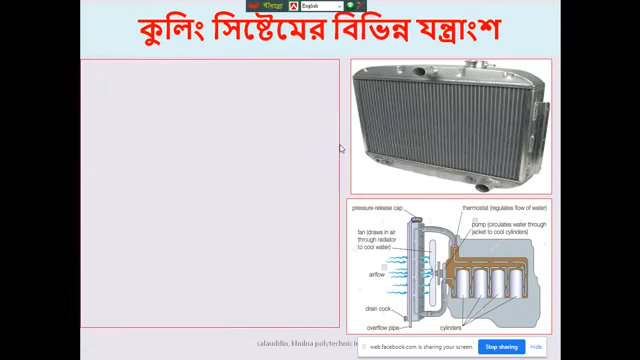 English
কুলিং সিষ্টেমের বিভিন্ন যন্ত্রাংশ
pressure-release cap
thermostat (regulates flow of water)
fan (draws in air
through radiator
to cool water)
pump (circulates water through
jacket to cool cylinders)
airflow
drain cock
overflow pipe
cylinders
salauddin, khulna polytechnic in
web.facebook.com is sharing your screen.
Stop sharing
Hide